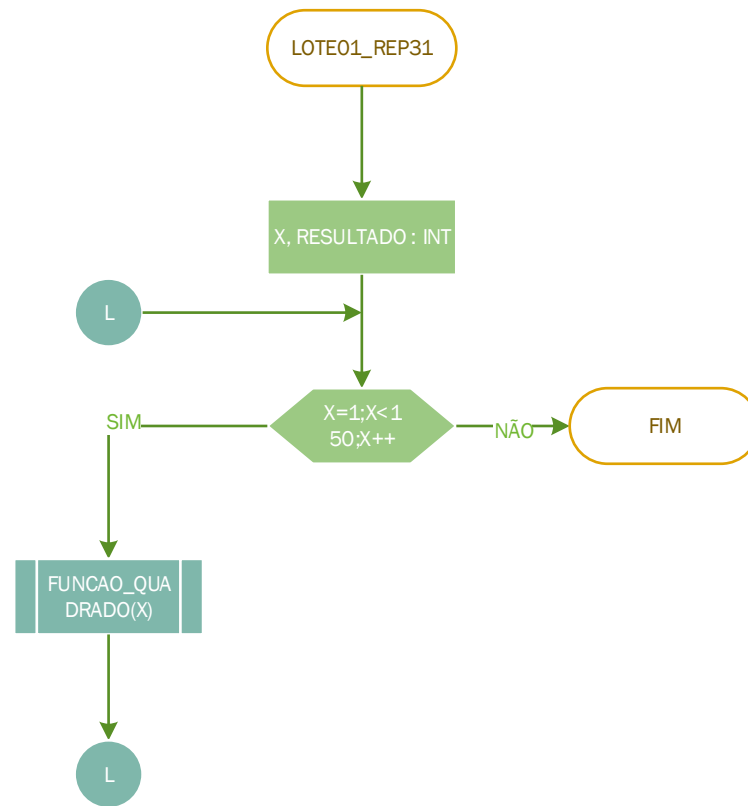 LOTE01_REP31
X, RESULTADO : INT
L
X=1;X<1
50;X++
SIM
NÃO
FIM
FUNCAO_QUA
DRADO(X)
L